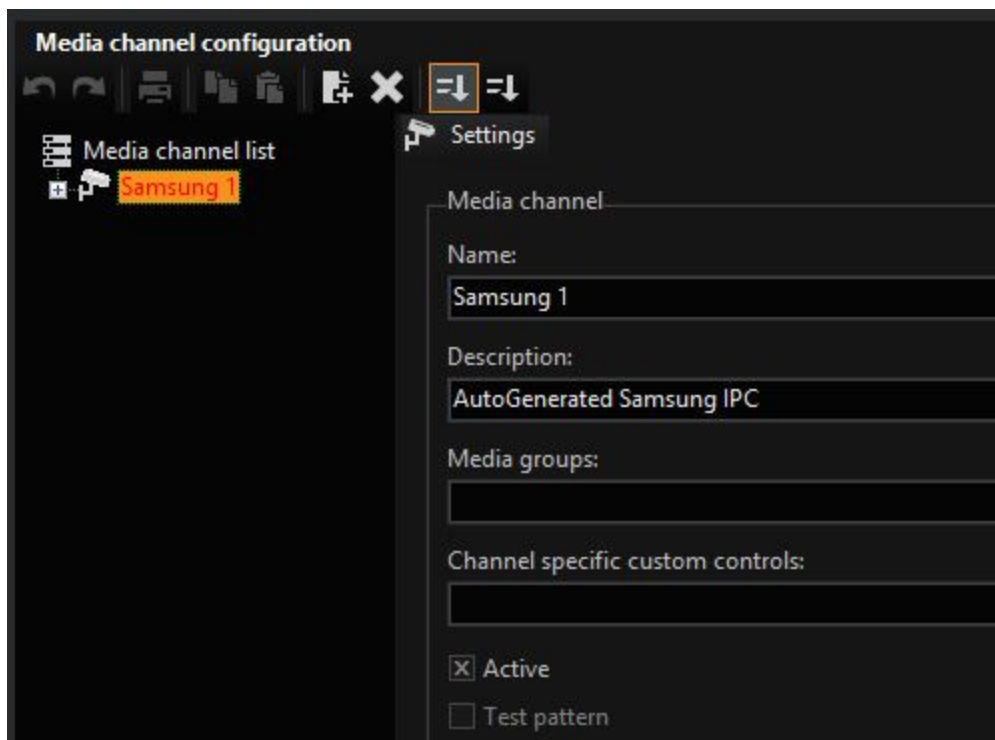 Media channel configuration
Media channel list
Samsung 1
Settings
Media channel
Name:
Samsung 1
Description:
AutoGenerated Samsung IPC
Media groups:
Channel specific custom controls:
Active
Test pattern